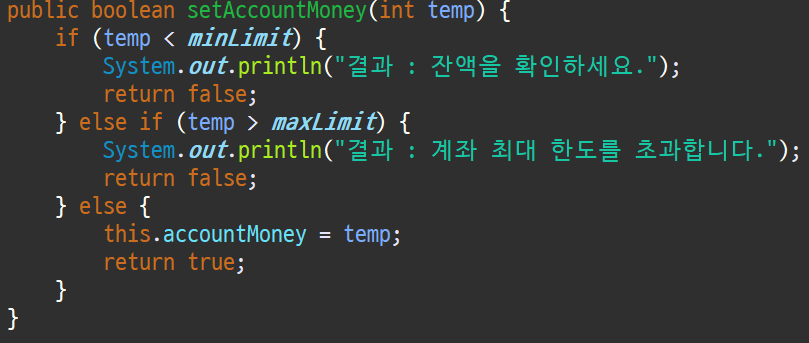 public boolean setAccountMoney(int temp) {
    if (temp < minLimit) {
        System.out.println("결과 : 잔액을 확인하세요.");
        return false;
    } else if (temp > maxLimit) {
        System.out.println("결과 : 계좌 최대 한도를 초과합니다.");
        return false;
    } else {
        this.accountMoney = temp;
        return true;
    }
}